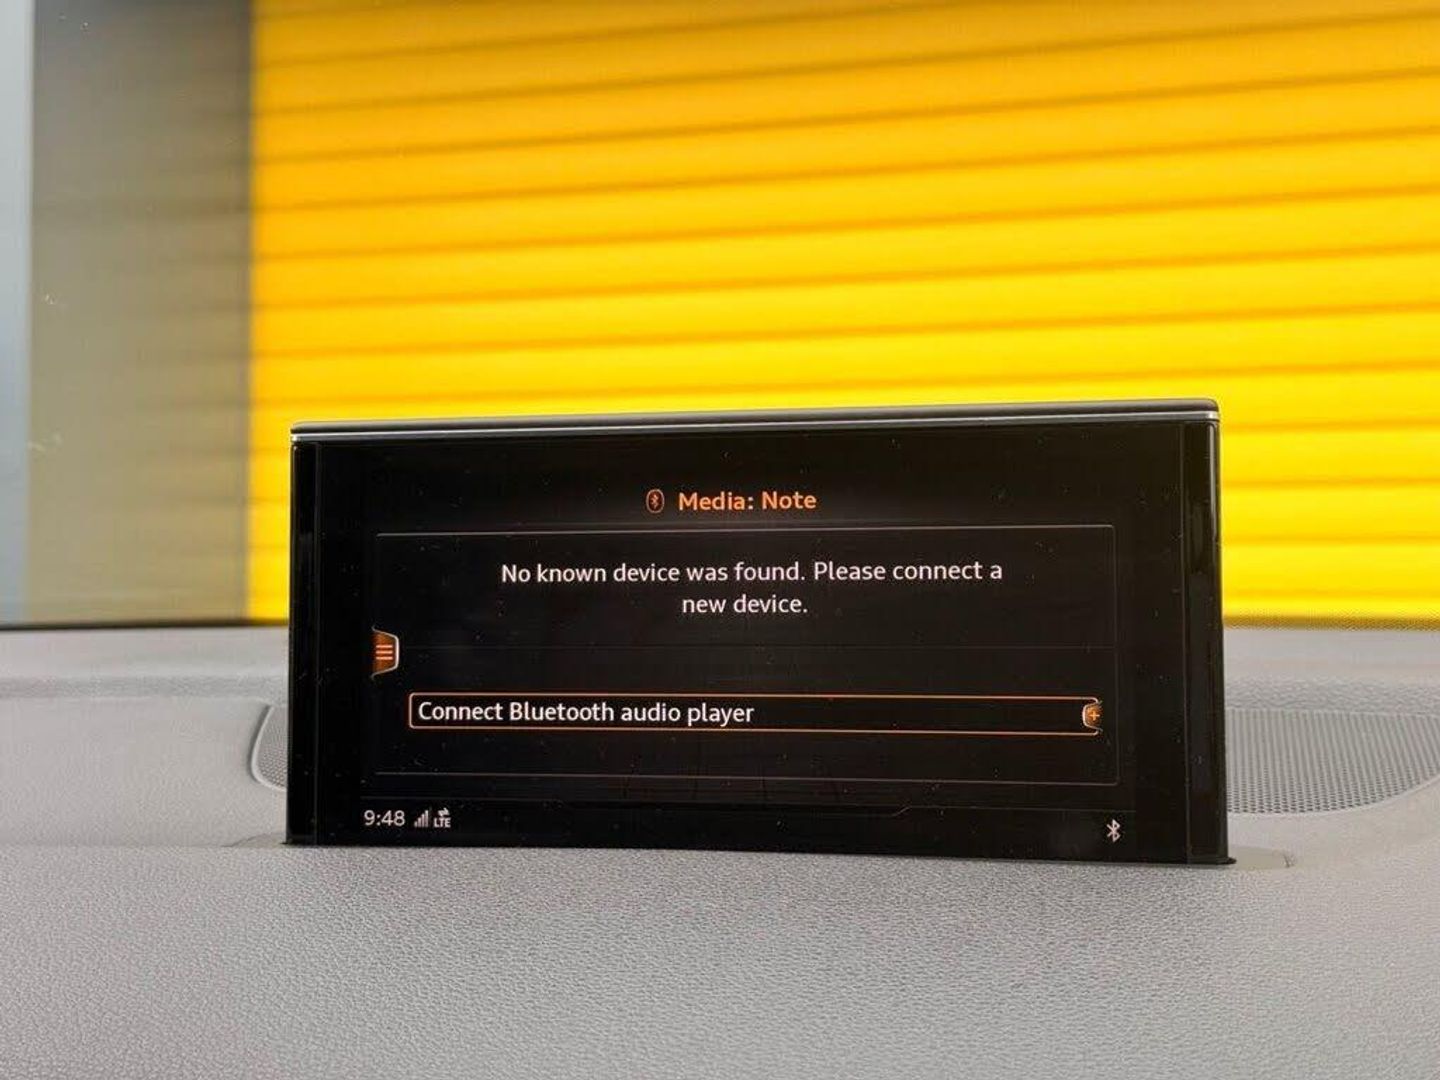 Media: Note
No known device was found. Please connect a
new device.
Connect Bluetooth audio player
9:48 LTE